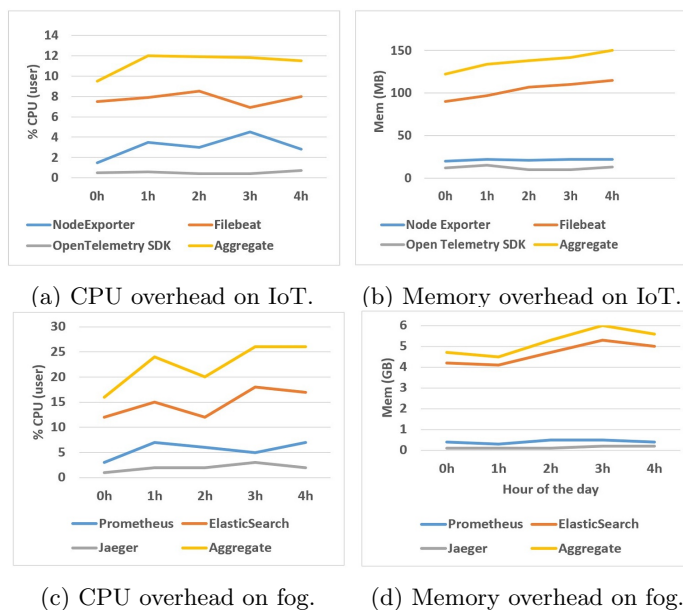 14
12
10
8
6
4
2
0
% CPU (user)
0h 1h 2h 3h 4h
NodeExporter Filebeat
OpenTelemetry SDK Aggregate
150
100
50
0
Mem (MB)
0h 1h 2h 3h 4h
Node Exporter Filebeat
Open Telemetry SDK Aggregate
(a) CPU overhead on IoT.
(b) Memory overhead on IoT.
30
25
20
15
10
5
0
% CPU (user)
0h 1h 2h 3h 4h
Prometheus ElasticSearch
Jaeger Aggregate
6
5
4
3
2
1
0
Mem (GB)
0h 1h 2h 3h 4h
Hour of the day
Prometheus ElasticSearch
Jaeger Aggregate
(c) CPU overhead on fog.
(d) Memory overhead on fog.